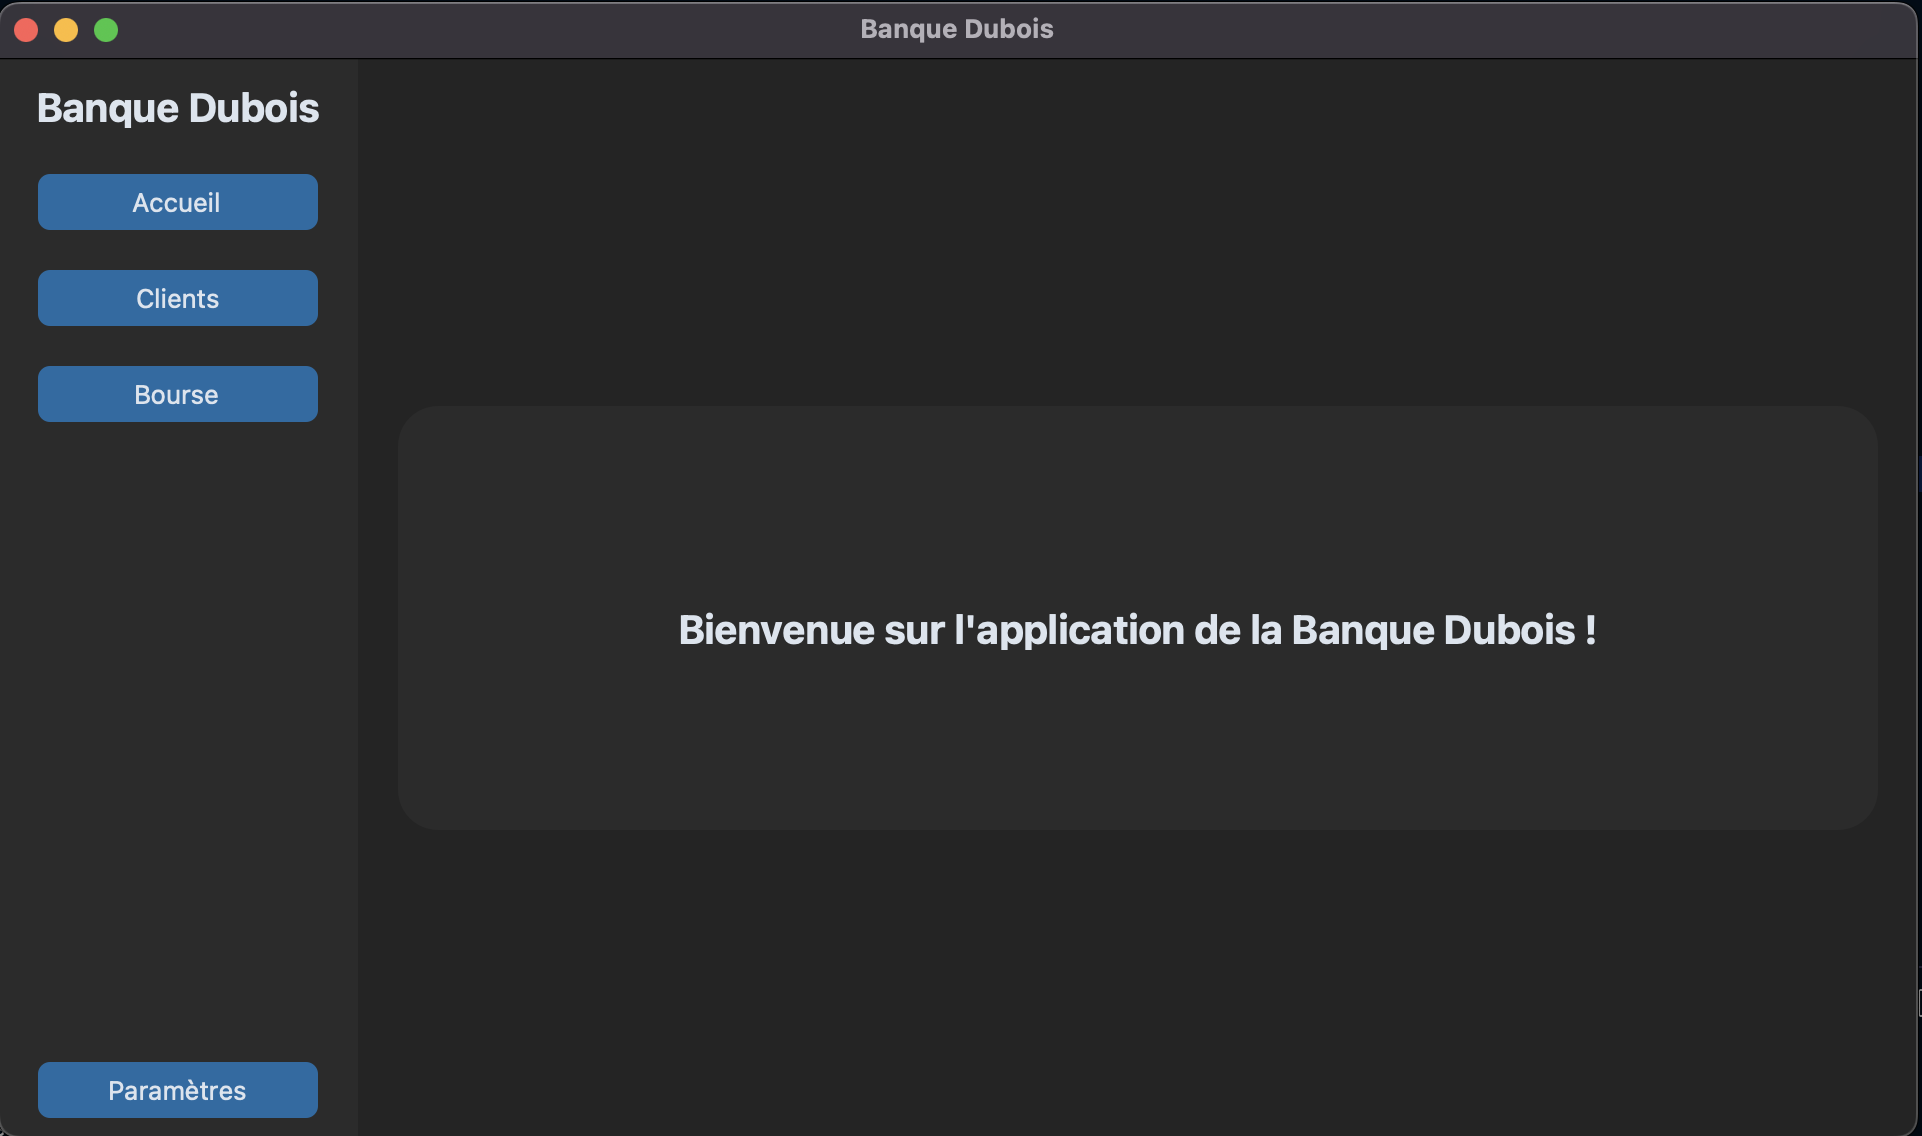 Banque Dubois
Banque Dubois
Accueil
Clients
Bourse
Bienvenue sur l'application de la Banque Dubois !
Paramètres